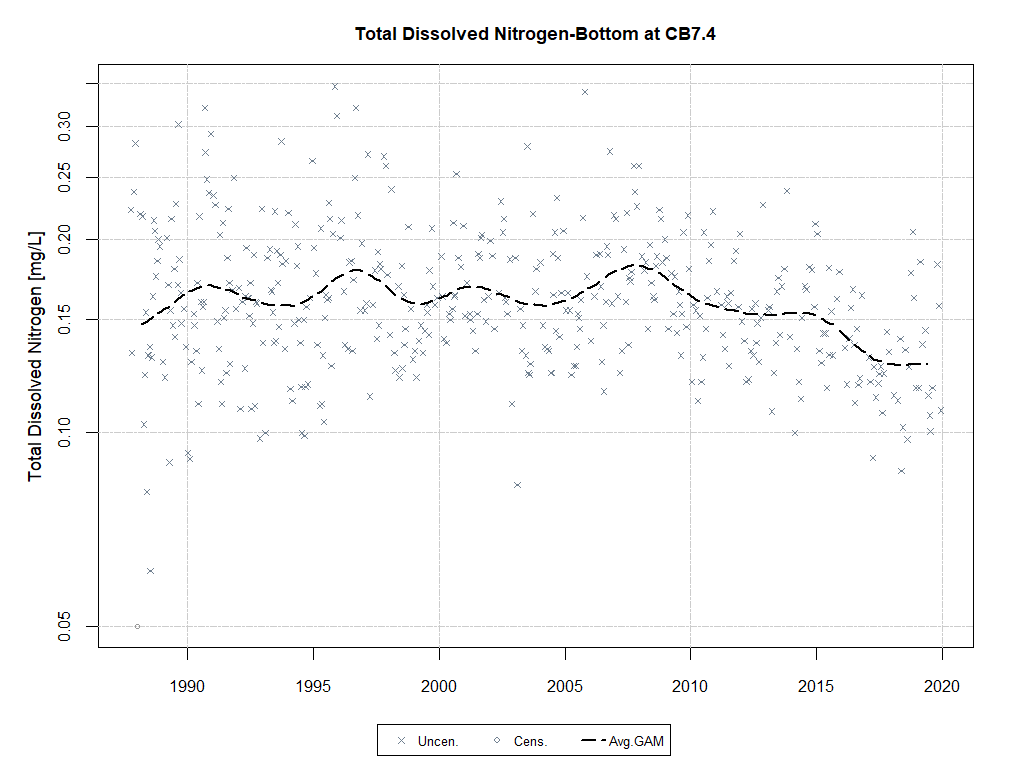 Total Dissolved Nitrogen-Bottom at CB7.4
Total Dissolved Nitrogen [mg/L]
0.30
0.25
0.20
0.15
0.10
0.05
1990 1995 2000 2005 2010 2015 2020
Uncen. Cens. Avg.GAM